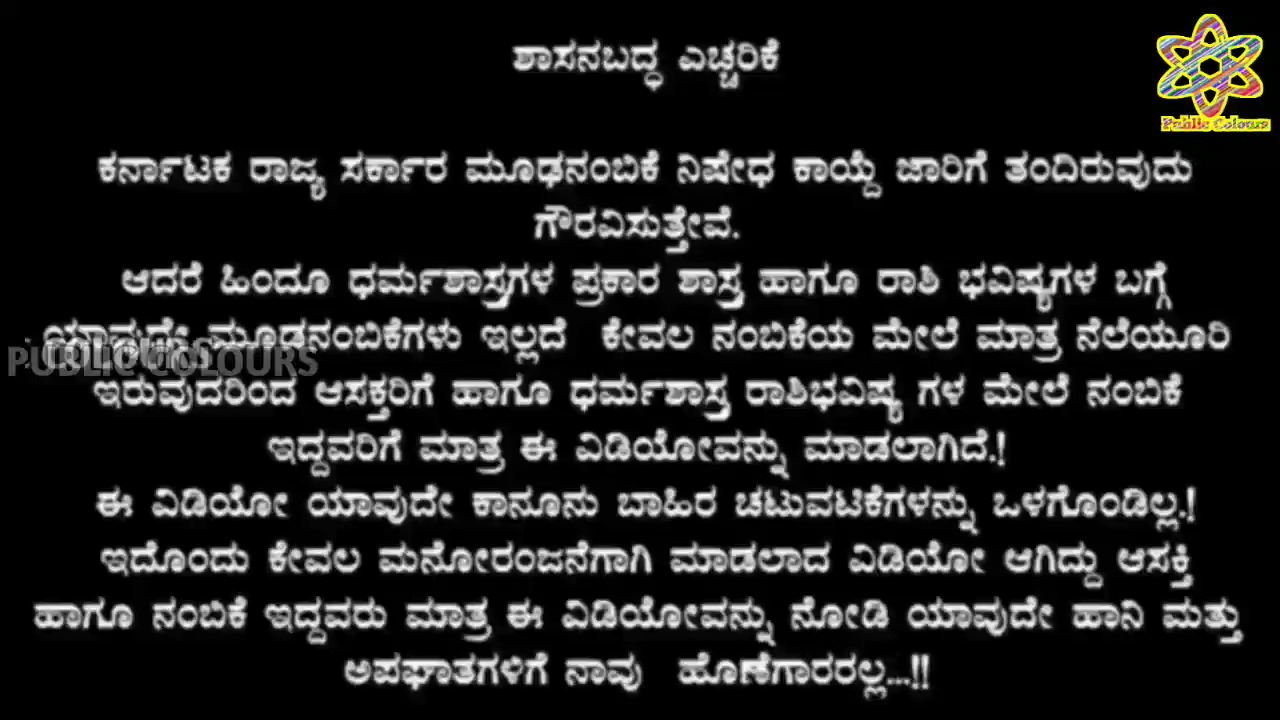 ಶಾಸನಬದ್ಧ ಎಚ್ಚರಿಕೆ
Public Colours
ಕರ್ನಾಟಕ ರಾಜ್ಯ ಸರ್ಕಾರ ಮೂಢನಂಬಿಕೆ ನಿಷೇಧ ಕಾಯ್ದೆ ಜಾರಿಗೆ ತಂದಿರುವುದು
ಗೌರವಿಸುತ್ತೇವೆ.
ಆದರೆ ಹಿಂದೂ ಧರ್ಮಶಾಸ್ತ್ರಗಳ ಪ್ರಕಾರ ಶಾಸ್ತ್ರ ಹಾಗೂ ರಾಶಿ ಭವಿಷ್ಯಗಳ ಬಗ್ಗೆ
ಯಾವುದೇ ಮೂಡನಂಬಿಕೆಗಳು ಇಲ್ಲದೆ ಕೇವಲ ನಂಬಿಕೆಯ ಮೇಲೆ ಮಾತ್ರ ನೆಲೆಯೂರಿ
PUBLIC COLOURS
ಇರುವುದರಿಂದ ಆಸಕ್ತರಿಗೆ ಹಾಗೂ ಧರ್ಮಶಾಸ್ತ್ರ ರಾಶಿಭವಿಷ್ಯ ಗಳ ಮೇಲೆ ನಂಬಿಕೆ
ಇದ್ದವರಿಗೆ ಮಾತ್ರ ಈ ವಿಡಿಯೋವನ್ನು ಮಾಡಲಾಗಿದೆ.!
ಈ ವಿಡಿಯೋ ಯಾವುದೇ ಕಾನೂನು ಬಾಹಿರ ಚಟುವಟಿಕೆಗಳನ್ನು ಒಳಗೊಂಡಿಲ್ಲ.!
ಇದೊಂದು ಕೇವಲ ಮನೋರಂಜನೆಗಾಗಿ ಮಾಡಲಾದ ವಿಡಿಯೋ ಆಗಿದ್ದು ಆಸಕ್ತಿ
ಹಾಗೂ ನಂಬಿಕೆ ಇದ್ದವರು ಮಾತ್ರ ಈ ವಿಡಿಯೋವನ್ನು ನೋಡಿ ಯಾವುದೇ ಹಾನಿ ಮತ್ತು
ಅಪಘಾತಗಳಿಗೆ ನಾವು ಹೊಣೆಗಾರರಲ್ಲ...!!